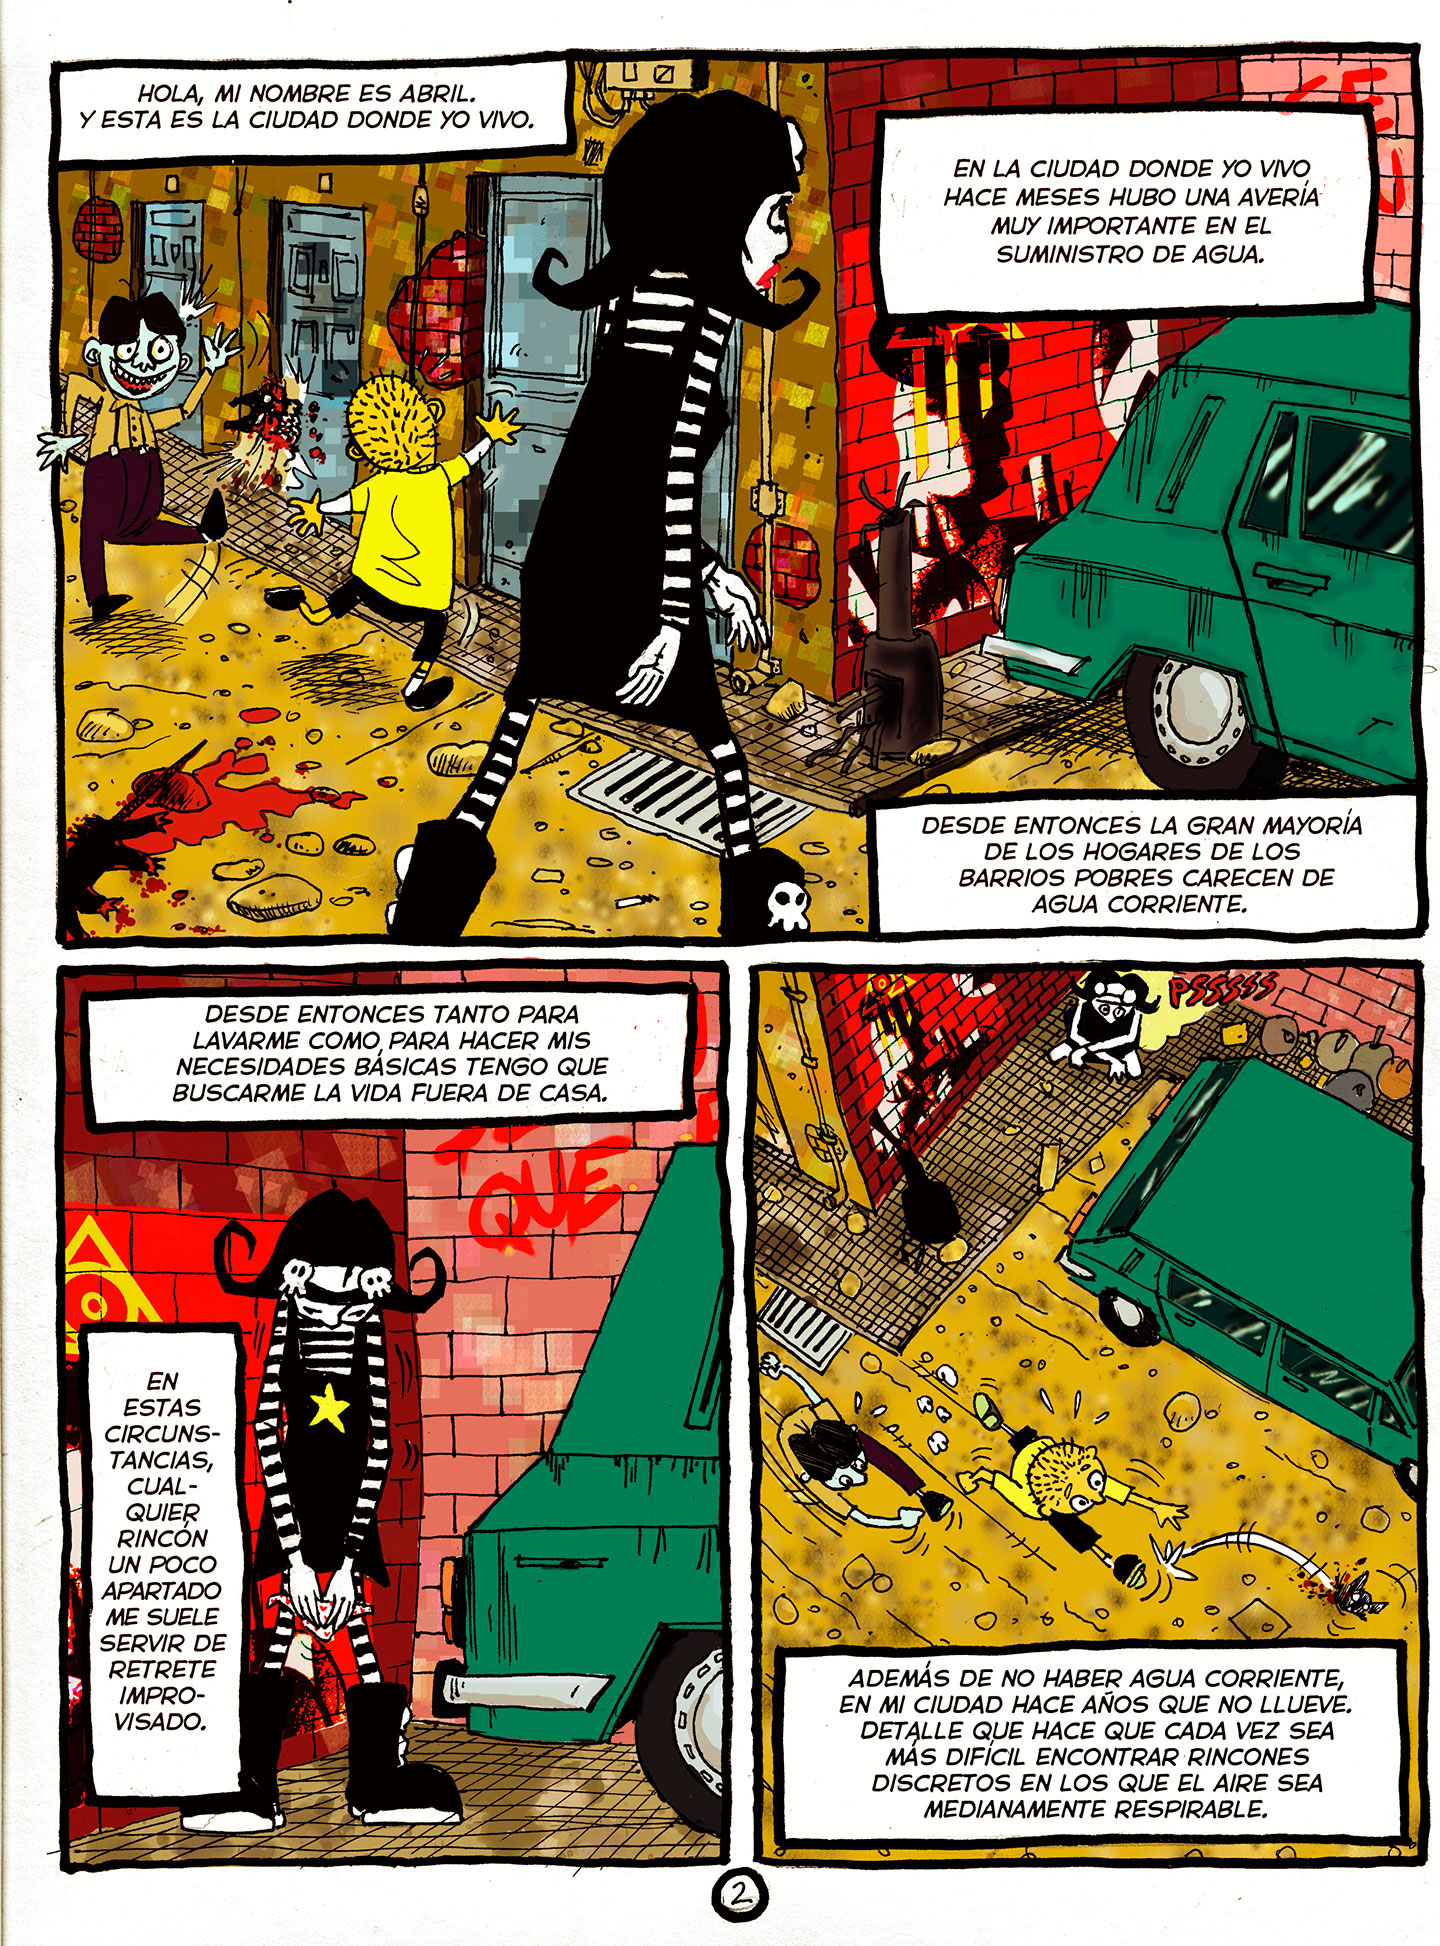 HOLA, MI NOMBRE ES ABRIL.
Y ESTA ES LA CIUDAD DONDE YO VIVO.
EN LA CIUDAD DONDE YO VIVO
HACE MESES HUBO UNA AVERÍA
MUY IMPORTANTE EN EL
SUMINISTRO DE AGUA.
DESDE ENTONCES LA GRAN MAYORÍA
DE LOS HOGARES DE LOS
BARRIOS POBRES CARECEN DE
AGUA CORRIENTE.
DESDE ENTONCES TANTO PARA
LAVARME COMO PARA HACER MIS
NECESIDADES BÁSICAS TENGO QUE
BUSCARME LA VIDA FUERA DE CASA.
QUE
EN
ESTAS
CIRCUNS-
TANCIAS,
CUAL-
QUIER
RINCÓN
UN POCO
APARTADO
ME SUELE
SERVIR DE
RETRETE
IMPRO-
VISADO.
PSSSSSS
ADEMÁS DE NO HABER AGUA CORRIENTE,
EN MI CIUDAD HACE AÑOS QUE NO LLUEVE.
DETALLE QUE HACE QUE CADA VEZ SEA
MÁS DIFÍCIL ENCONTRAR RINCONES
DISCRETOS EN LOS QUE EL AIRE SEA
MEDIANAMENTE RESPIRABLE.
2